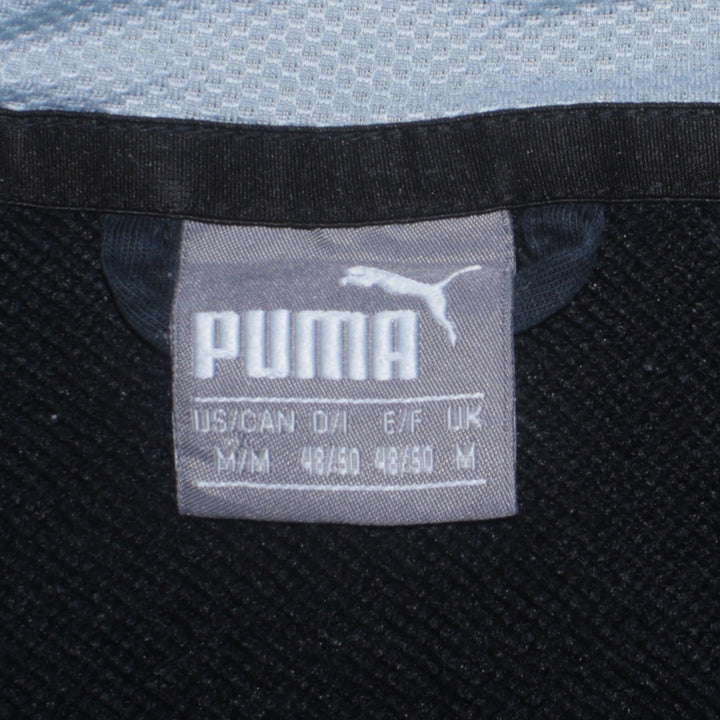 PUMA
US/CAN D/I E/F UK
M/M 48/50 48/50 M